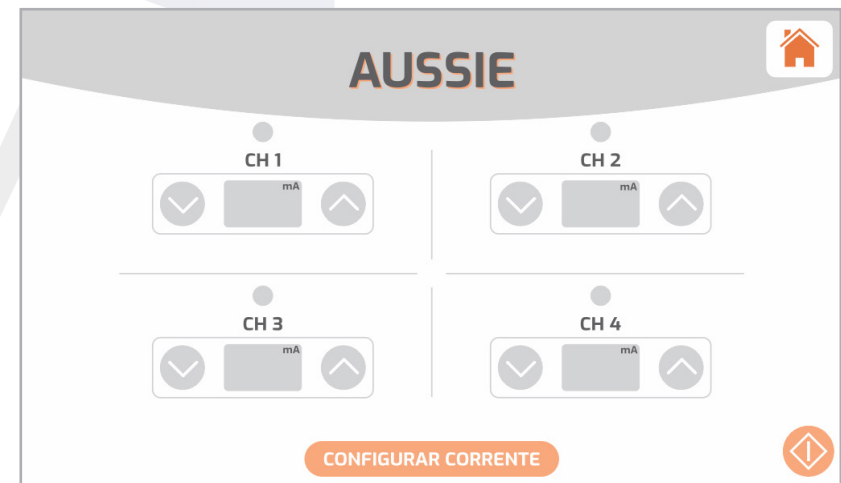 AUSSIE
CH 1
mA
CH 2
mA
CH 3
mA
CH 4
mA
CONFIGURAR CORRENTE